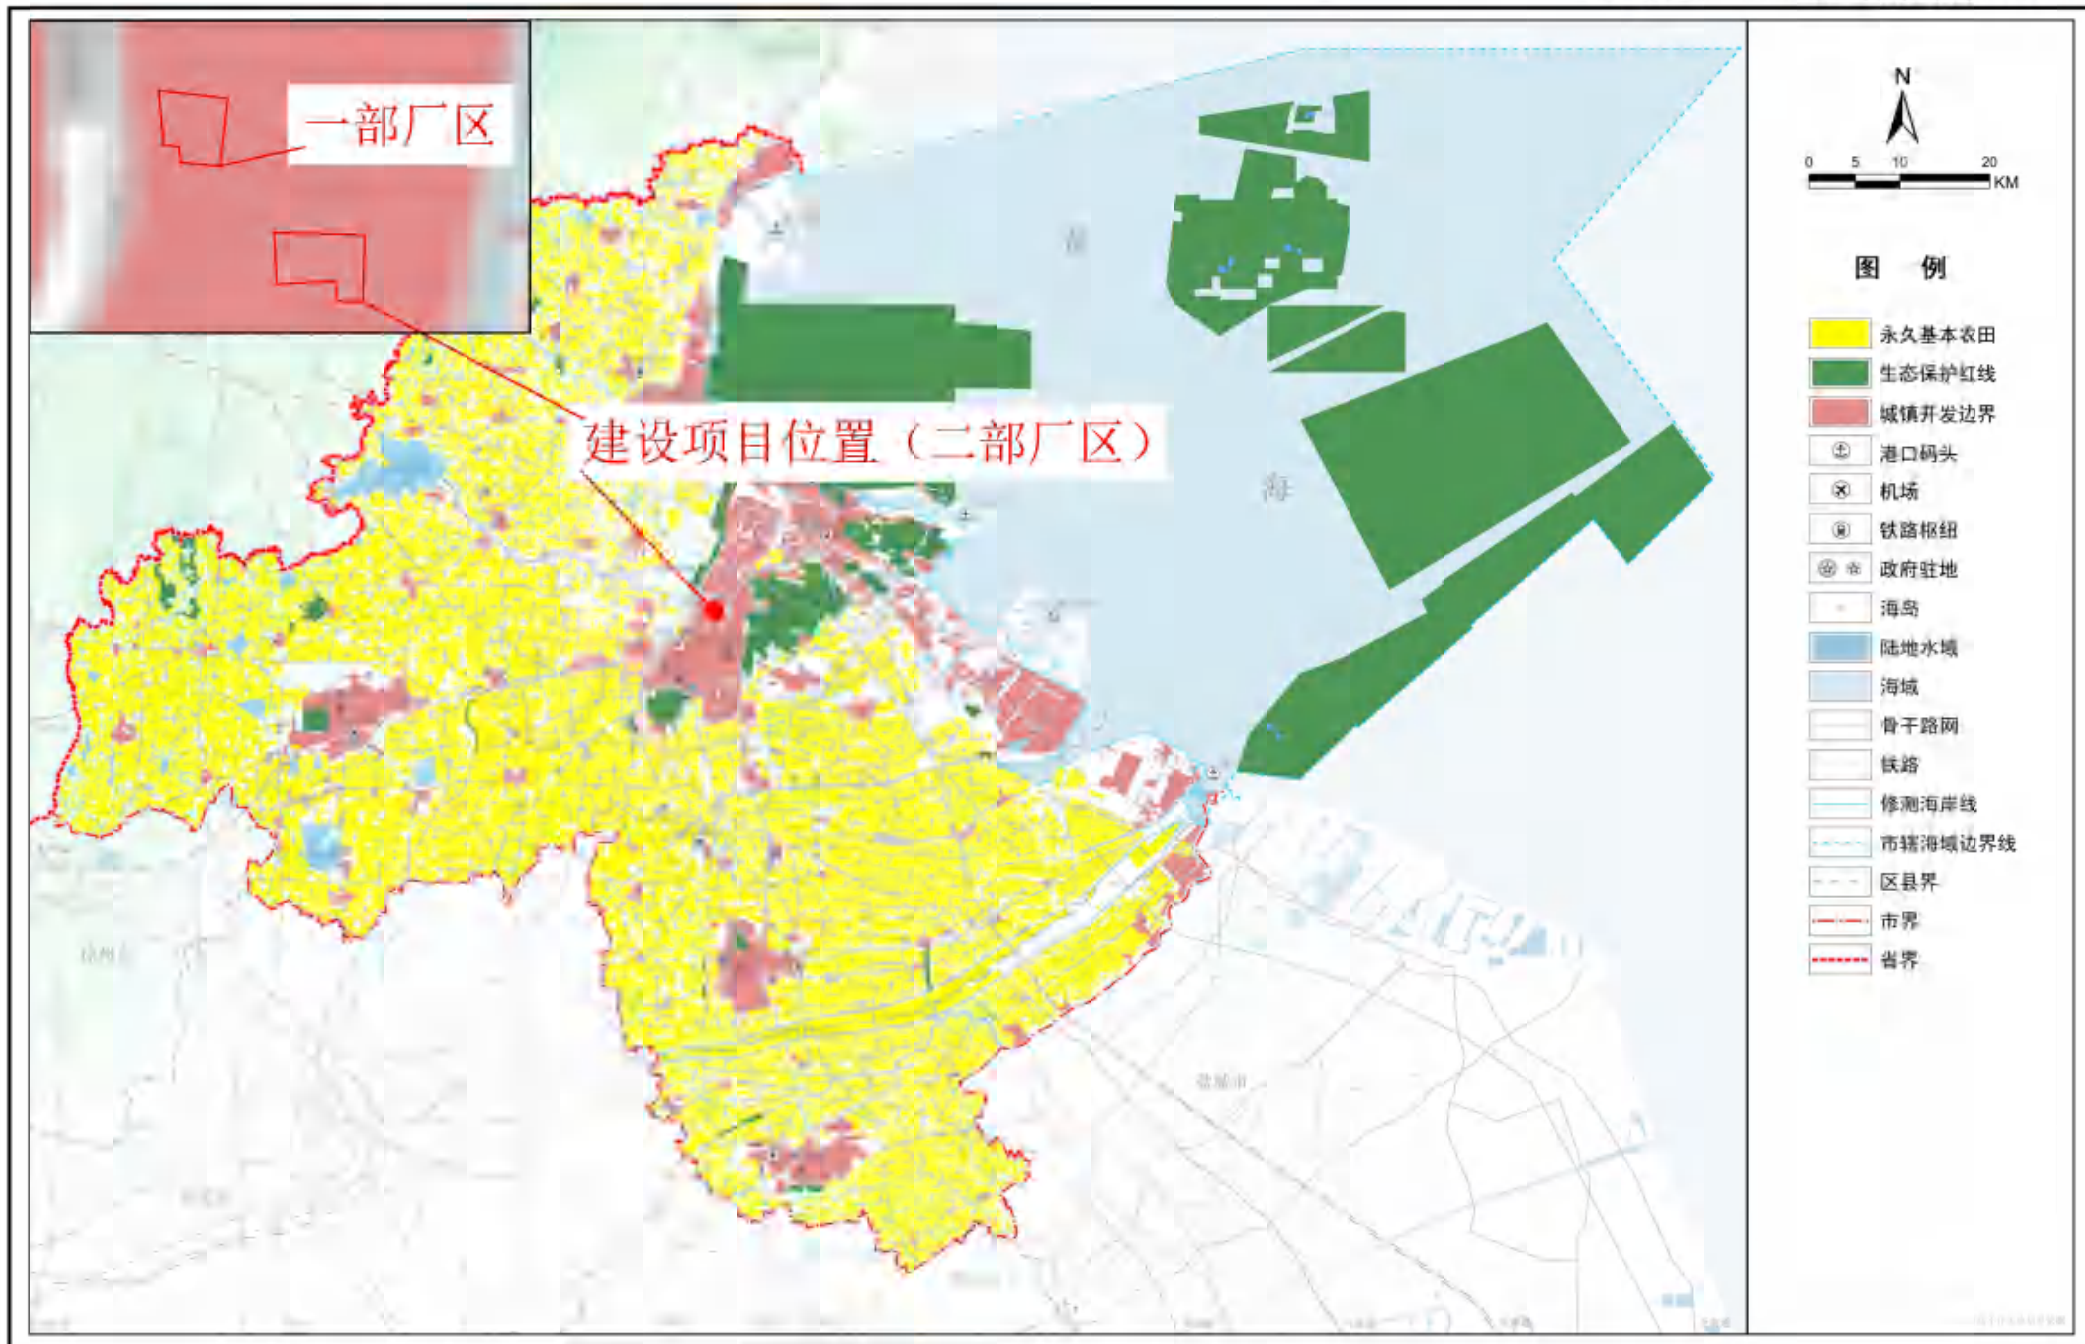 一部厂区
建设项目位置（二部厂区）
海
盐城市
N
0 5 10 20
KM
图 例
永久基本农田
生态保护红线
城镇开发边界
港口码头
机场
铁路枢纽
政府驻地
海岛
陆地水域
海域
骨干路网
铁路
修测海岸线
市辖海域边界线
区县界
市界
省界